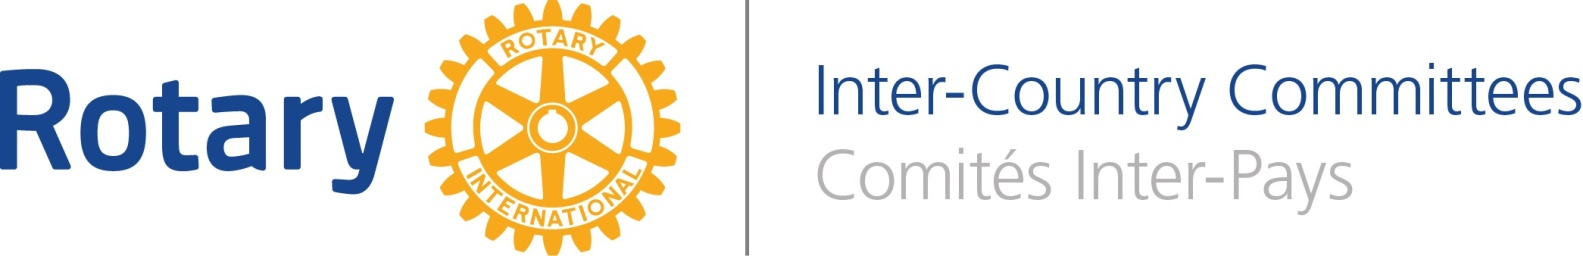 Rotary
ROTARY
INTERNATIONAL
Inter-Country Committees
Comités Inter-Pays